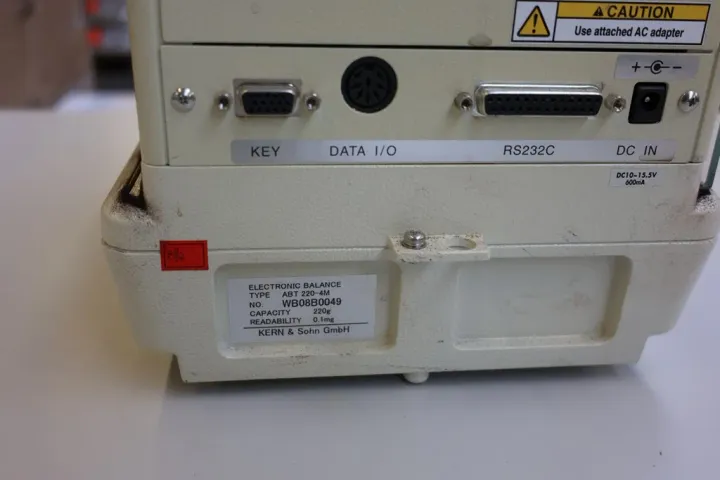 CAUTION
Use attached AC adapter
+ -
KEY DATA I/O RS232C DC IN
DC10~15.5V
600mA
ELECTRONIC BALANCE
TYPE ABT 220-4M
NO. WB08B0049
CAPACITY 220g
READABILITY 0.1mg
KERN & Sohn GmbH